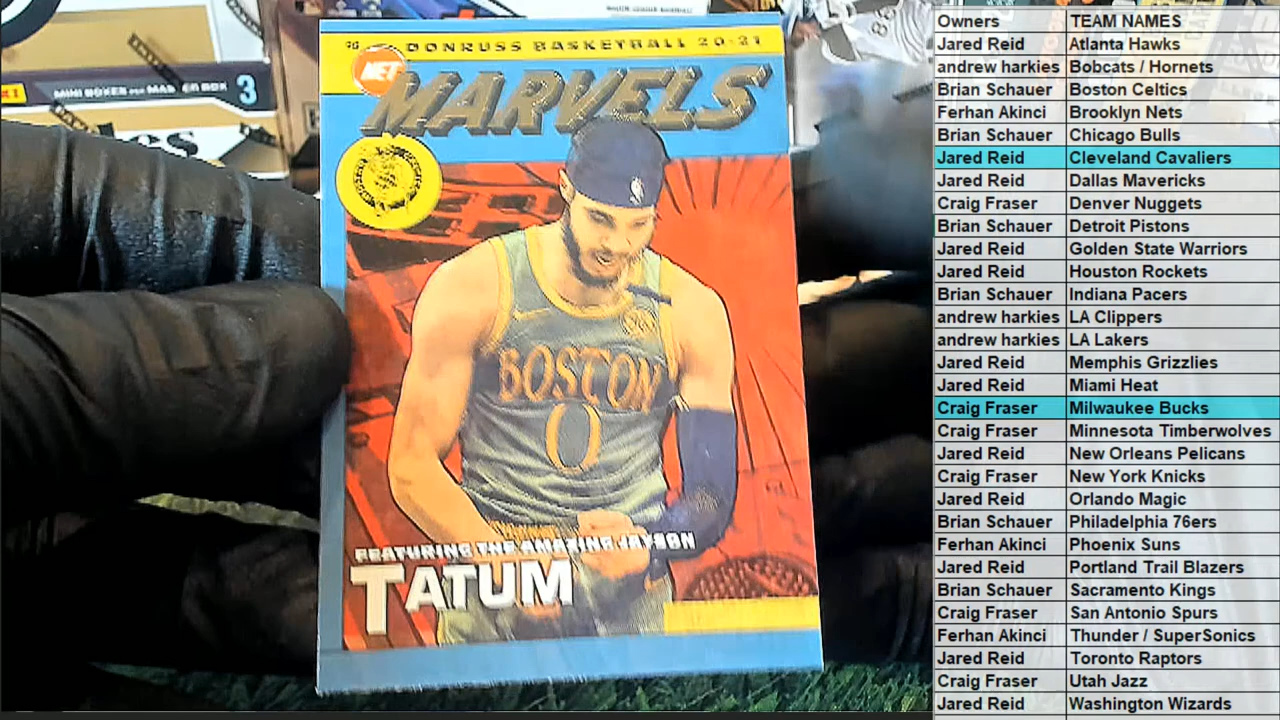 MAJOR LEAGUE BASEBALL
3
DONRUSS BASKETBALL 20-21
NET
MARVELS
BOSTON
0
FEATURING THE AMAZING JAYSON
TATUM
Owners TEAM NAMES
Jared Reid Atlanta Hawks
andrew harkies Bobcats / Hornets
Brian Schauer Boston Celtics
Ferhan Akinci Brooklyn Nets
Brian Schauer Chicago Bulls
Jared Reid Cleveland Cavaliers
Jared Reid Dallas Mavericks
Craig Fraser Denver Nuggets
Brian Schauer Detroit Pistons
Jared Reid Golden State Warriors
Jared Reid Houston Rockets
Brian Schauer Indiana Pacers
andrew harkies LA Clippers
andrew harkies LA Lakers
Jared Reid Memphis Grizzlies
Jared Reid Miami Heat
Craig Fraser Milwaukee Bucks
Craig Fraser Minnesota Timberwolves
Jared Reid New Orleans Pelicans
Craig Fraser New York Knicks
Jared Reid Orlando Magic
Brian Schauer Philadelphia 76ers
Ferhan Akinci Phoenix Suns
Jared Reid Portland Trail Blazers
Brian Schauer Sacramento Kings
Craig Fraser San Antonio Spurs
Ferhan Akinci Thunder / SuperSonics
Jared Reid Toronto Raptors
Craig Fraser Utah Jazz
Jared Reid Washington Wizards